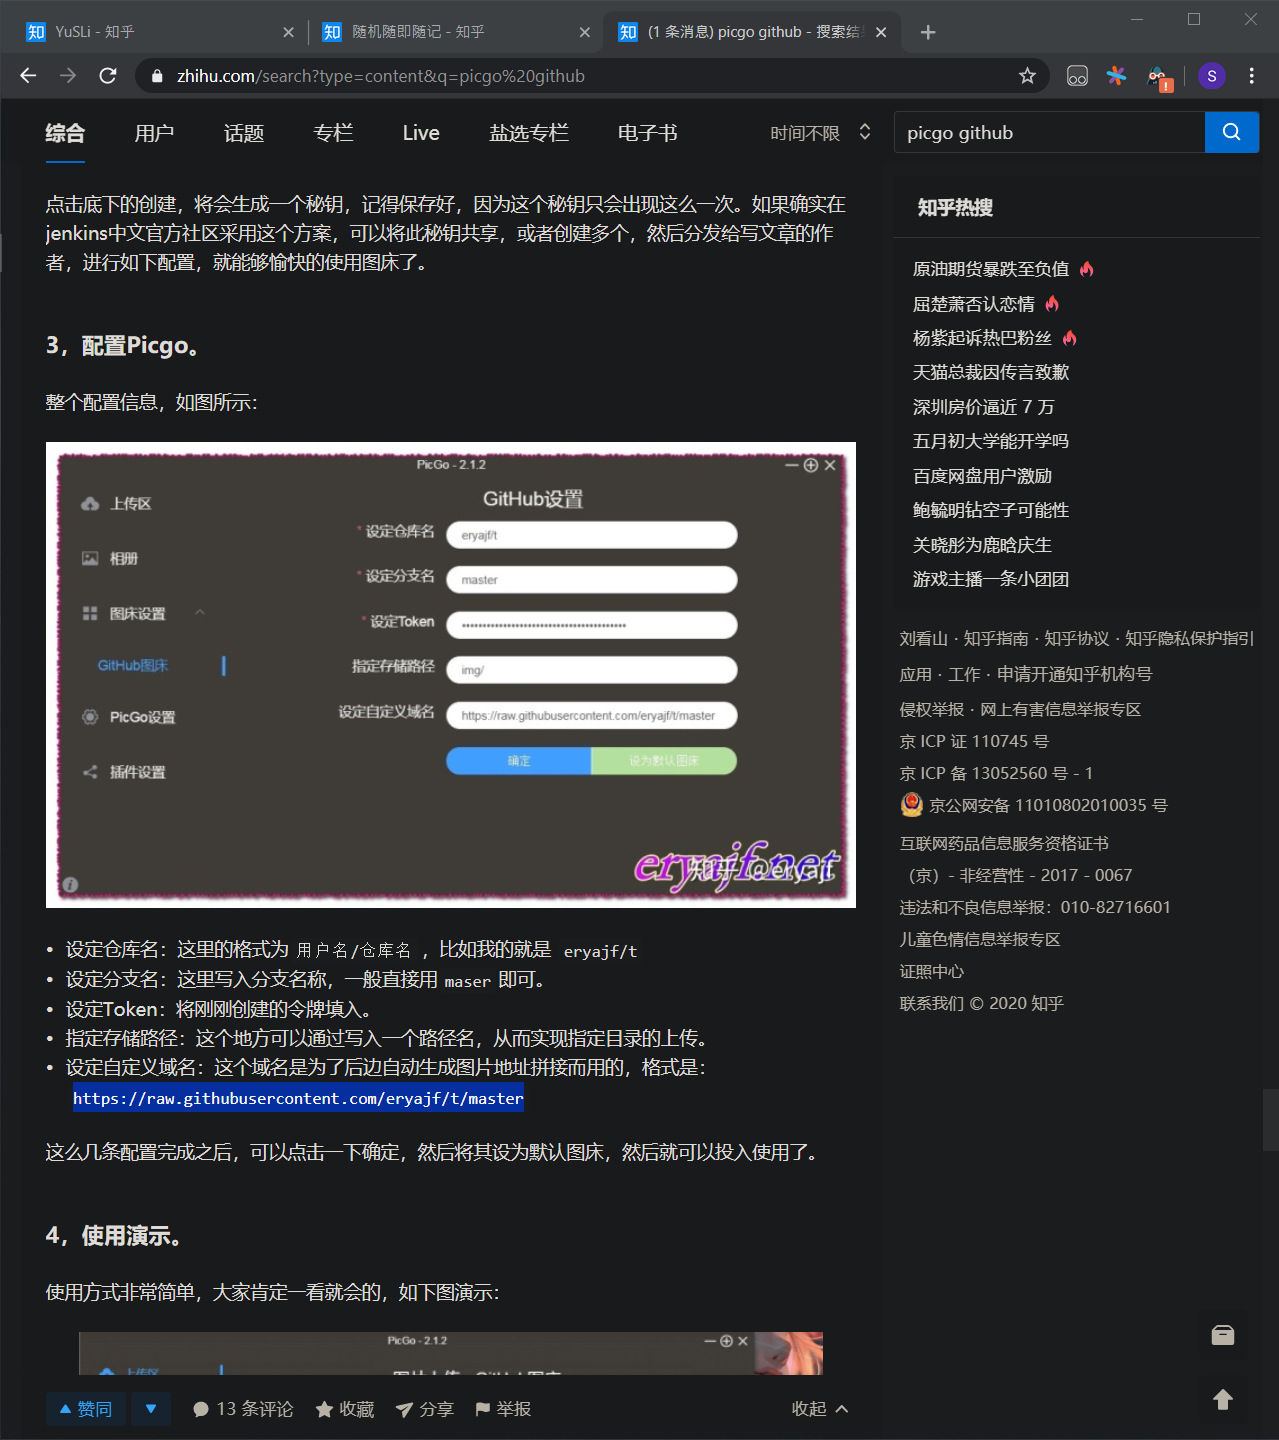 YuSLi - 知乎
随机随即随记 - 知乎
(1 条消息) picgo github - 搜索结
zhihu.com/search?type=content&q=picgo%20github
S
综合 用户 话题 专栏 Live 盐选专栏 电子书 时间不限
picgo github
点击底下的创建，将会生成一个秘钥，记得保存好，因为这个秘钥只会出现这么一次。如果确实在
jenkins中文官方社区采用这个方案，可以将此秘钥共享，或者创建多个，然后分发给写文章的作
者，进行如下配置，就能够愉快的使用图床了。
3，配置Picgo。
整个配置信息，如图所示：
PicGo - 2.1.2
上传区
相册
图床设置
GitHub图床
PicGo设置
插件设置
GitHub设置
* 设定仓库名 eryajf/t
* 设定分支名 master
* 设定Token
指定存储路径 img/
设定自定义域名 https://raw.githubusercontent.com/eryajf/t/master
确定 设为默认图床
eryajf.net
知乎 @eryajf
• 设定仓库名：这里的格式为 用户名/仓库名 ，比如我的就是 eryajf/t
• 设定分支名：这里写入分支名称，一般直接用 maser 即可。
• 设定Token：将刚刚创建的令牌填入。
• 指定存储路径：这个地方可以通过写入一个路径名，从而实现指定目录的上传。
• 设定自定义域名：这个域名是为了后边自动生成图片地址拼接而用的，格式是：
https://raw.githubusercontent.com/eryajf/t/master
这么几条配置完成之后，可以点击一下确定，然后将其设为默认图床，然后就可以投入使用了。
4，使用演示。
使用方式非常简单，大家肯定一看就会的，如下图演示：
PicGo - 2.1.2
赞同 13 条评论 收藏 分享 举报 收起
知乎热搜
原油期货暴跌至负值
屈楚萧否认恋情
杨紫起诉热巴粉丝
天猫总裁因传言致歉
深圳房价逼近 7 万
五月初大学能开学吗
百度网盘用户激励
鲍毓明钻空子可能性
关晓彤为鹿晗庆生
游戏主播一条小团团
刘看山 · 知乎指南 · 知乎协议 · 知乎隐私保护指引
应用 · 工作 · 申请开通知乎机构号
侵权举报 · 网上有害信息举报专区
京 ICP 证 110745 号
京 ICP 备 13052560 号 - 1
京公网安备 11010802010035 号
互联网药品信息服务资格证书
（京）- 非经营性 - 2017 - 0067
违法和不良信息举报：010-82716601
儿童色情信息举报专区
证照中心
联系我们 © 2020 知乎